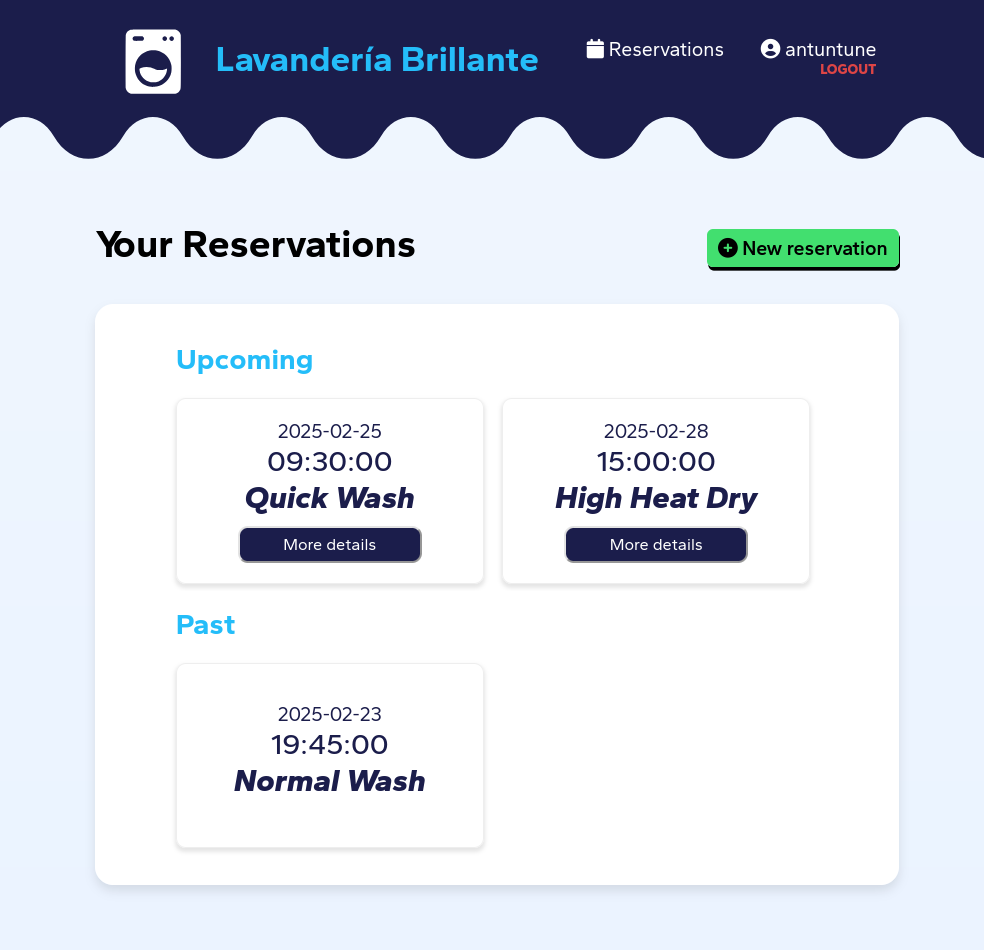 Lavandería Brillante
Reservations
antuntune
LOGOUT
Your Reservations
New reservation
Upcoming
2025-02-25
09:30:00
Quick Wash
More details
2025-02-28
15:00:00
High Heat Dry
More details
Past
2025-02-23
19:45:00
Normal Wash